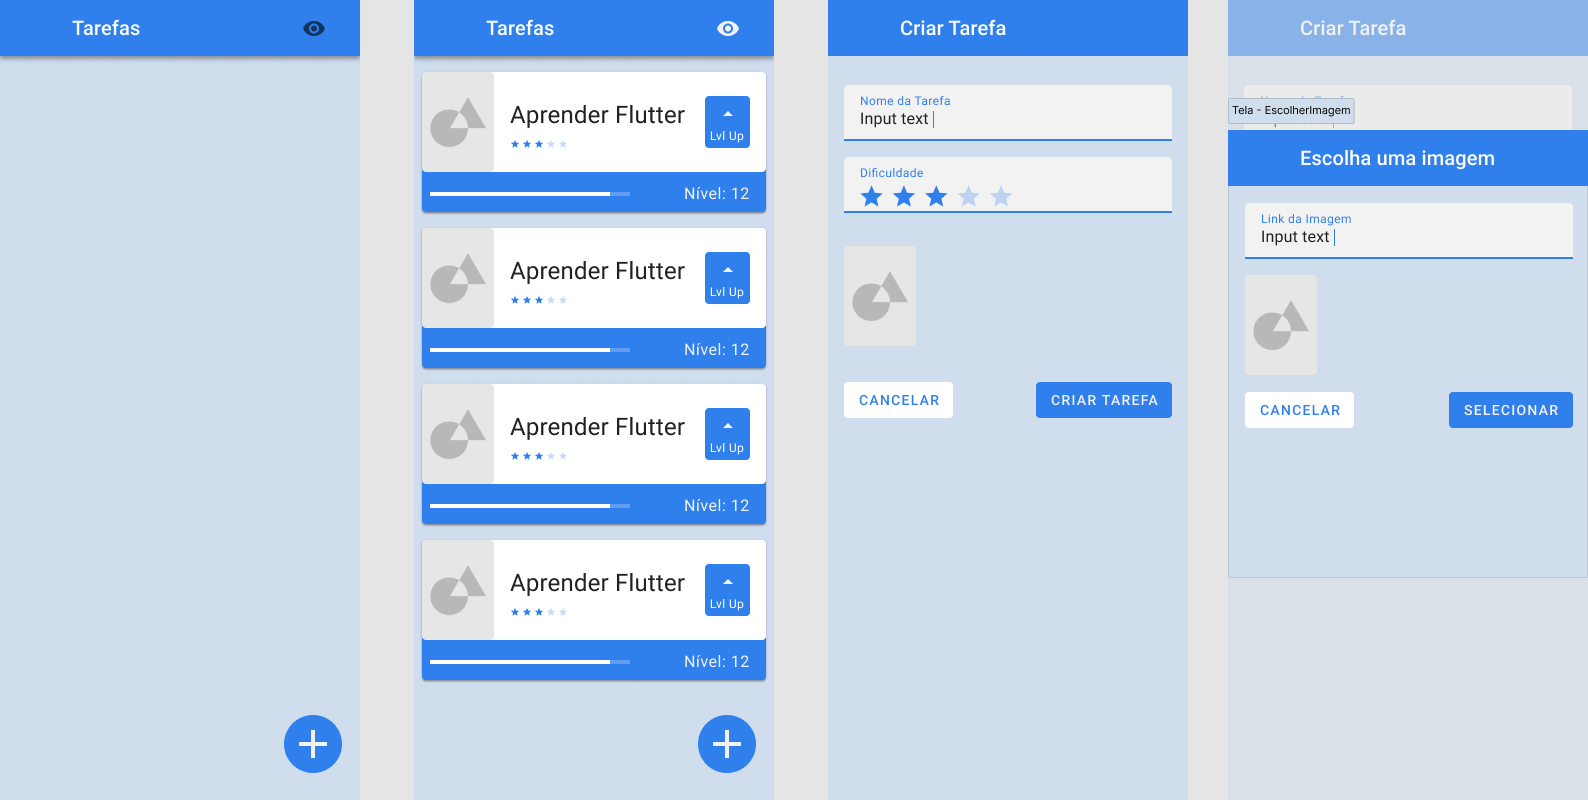 Tarefas
Tarefas
Aprender Flutter
Lvl Up
Nível: 12
Aprender Flutter
Lvl Up
Nível: 12
Aprender Flutter
Lvl Up
Nível: 12
Aprender Flutter
Lvl Up
Nível: 12
Criar Tarefa
Nome da Tarefa
Input text
Dificuldade
CANCELAR
CRIAR TAREFA
Criar Tarefa
Tela - EscolherImagem
Escolha uma imagem
Link da Imagem
Input text
CANCELAR
SELECIONAR